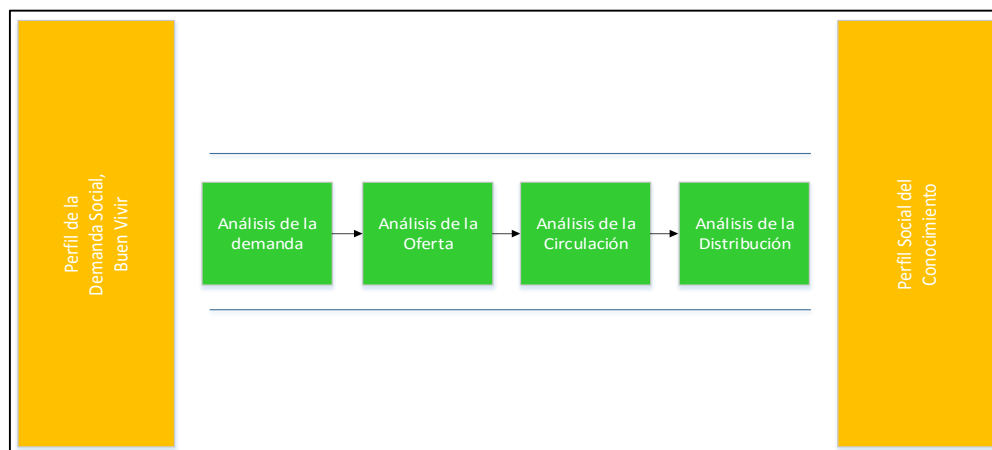 Perfil de la
Demanda Social,
Buen Vivir
Análisis de la
demanda
Análisis de la
Oferta
Análisis de la
Circulación
Análisis de la
Distribución
Perfil Social del
Conocimiento